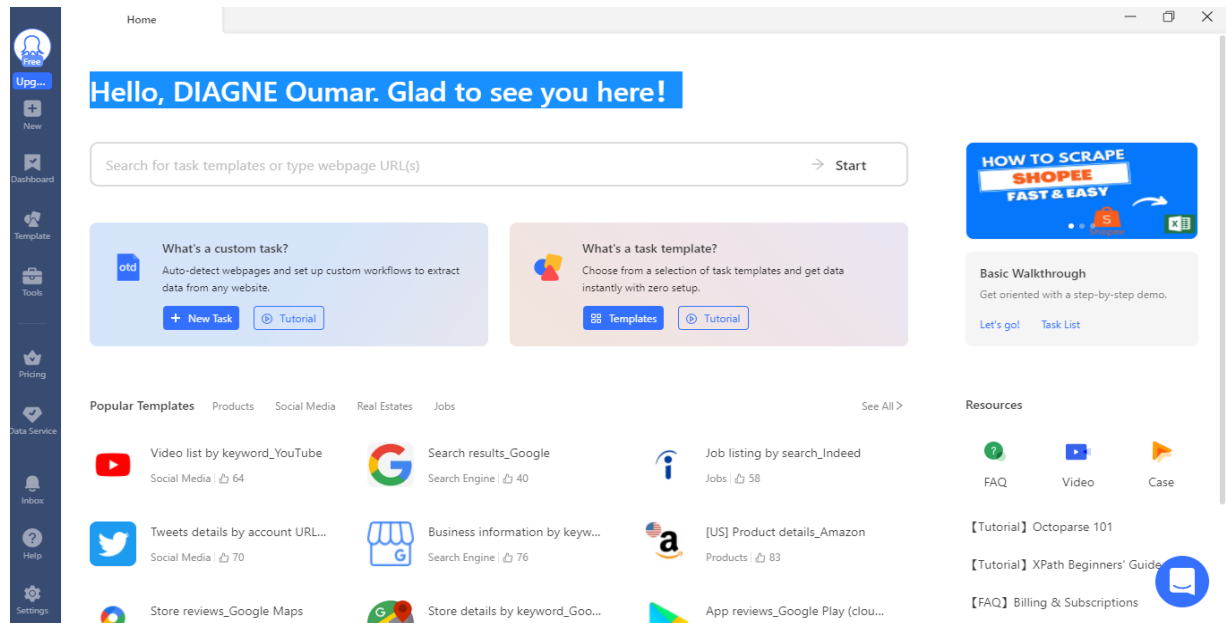 Home
Free
Upg...
New
Dashboard
Template
Tools
Pricing
Data Service
Inbox
Help
Settings
Hello, DIAGNE Oumar. Glad to see you here!
Search for task templates or type webpage URL(s)
Start
otd
What's a custom task?
Auto-detect webpages and set up custom workflows to extract
data from any website.
+ New Task
Tutorial
What's a task template?
Choose from a selection of task templates and get data
instantly with zero setup.
Templates
Tutorial
HOW TO SCRAPE
SHOPEE
FAST & EASY
S
Shopee
X
Basic Walkthrough
Get oriented with a step-by-step demo.
Let's go! Task List
Popular Templates Products Social Media Real Estates Jobs See All >
Video list by keyword_YouTube
Social Media 64
G
Search results_Google
Search Engine 40
i
Job listing by search_Indeed
Jobs 58
Tweets details by account URL...
Social Media 70
G
Business information by keyw...
Search Engine 76
a
[US] Product details_Amazon
Products 83
Store reviews_Google Maps
G
Store details by keyword_Goo...
App reviews_Google Play (clou...
Resources
?
FAQ
Video
Case
【Tutorial】Octoparse 101
【Tutorial】XPath Beginners' Guide
【FAQ】Billing & Subscriptions